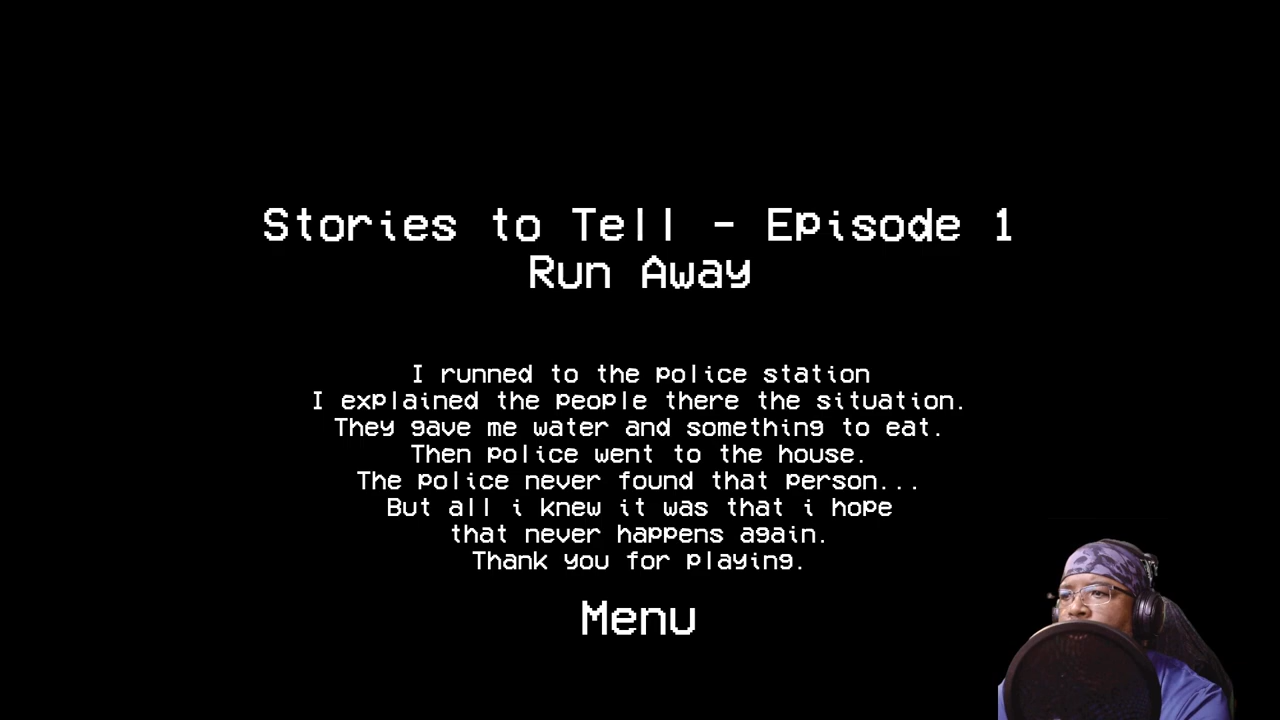 Stories to Tell - Episode 1
Run Away
I runned to the police station
I explained the people there the situation.
They gave me water and something to eat.
Then police went to the house.
The police never found that person...
But all i knew it was that i hope
that never happens again.
Thank you for playing.
Menu